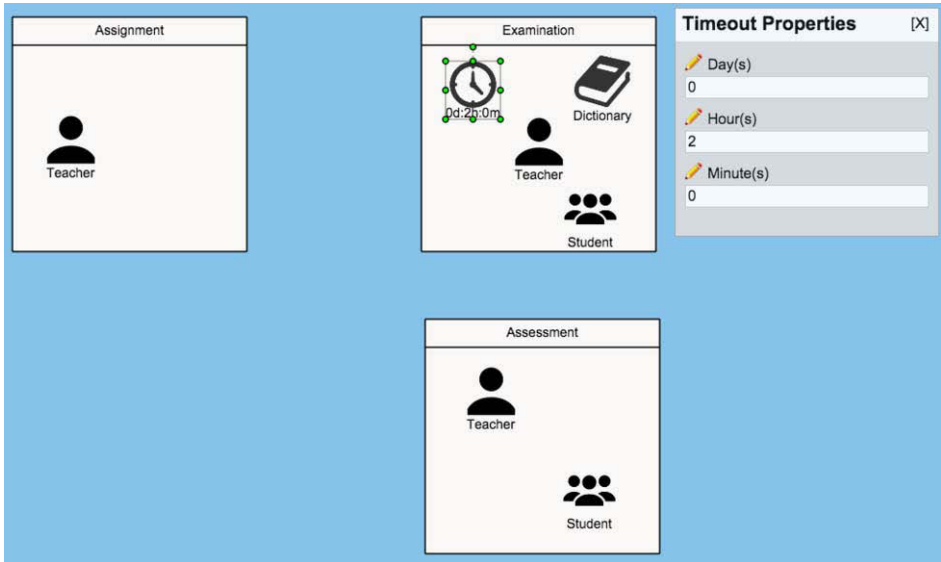 Assignment
Teacher
Examination
0d:2h:0m
Dictionary
Teacher
Student
Timeout Properties [X]
Day(s)
0
Hour(s)
2
Minute(s)
0
Assessment
Teacher
Student